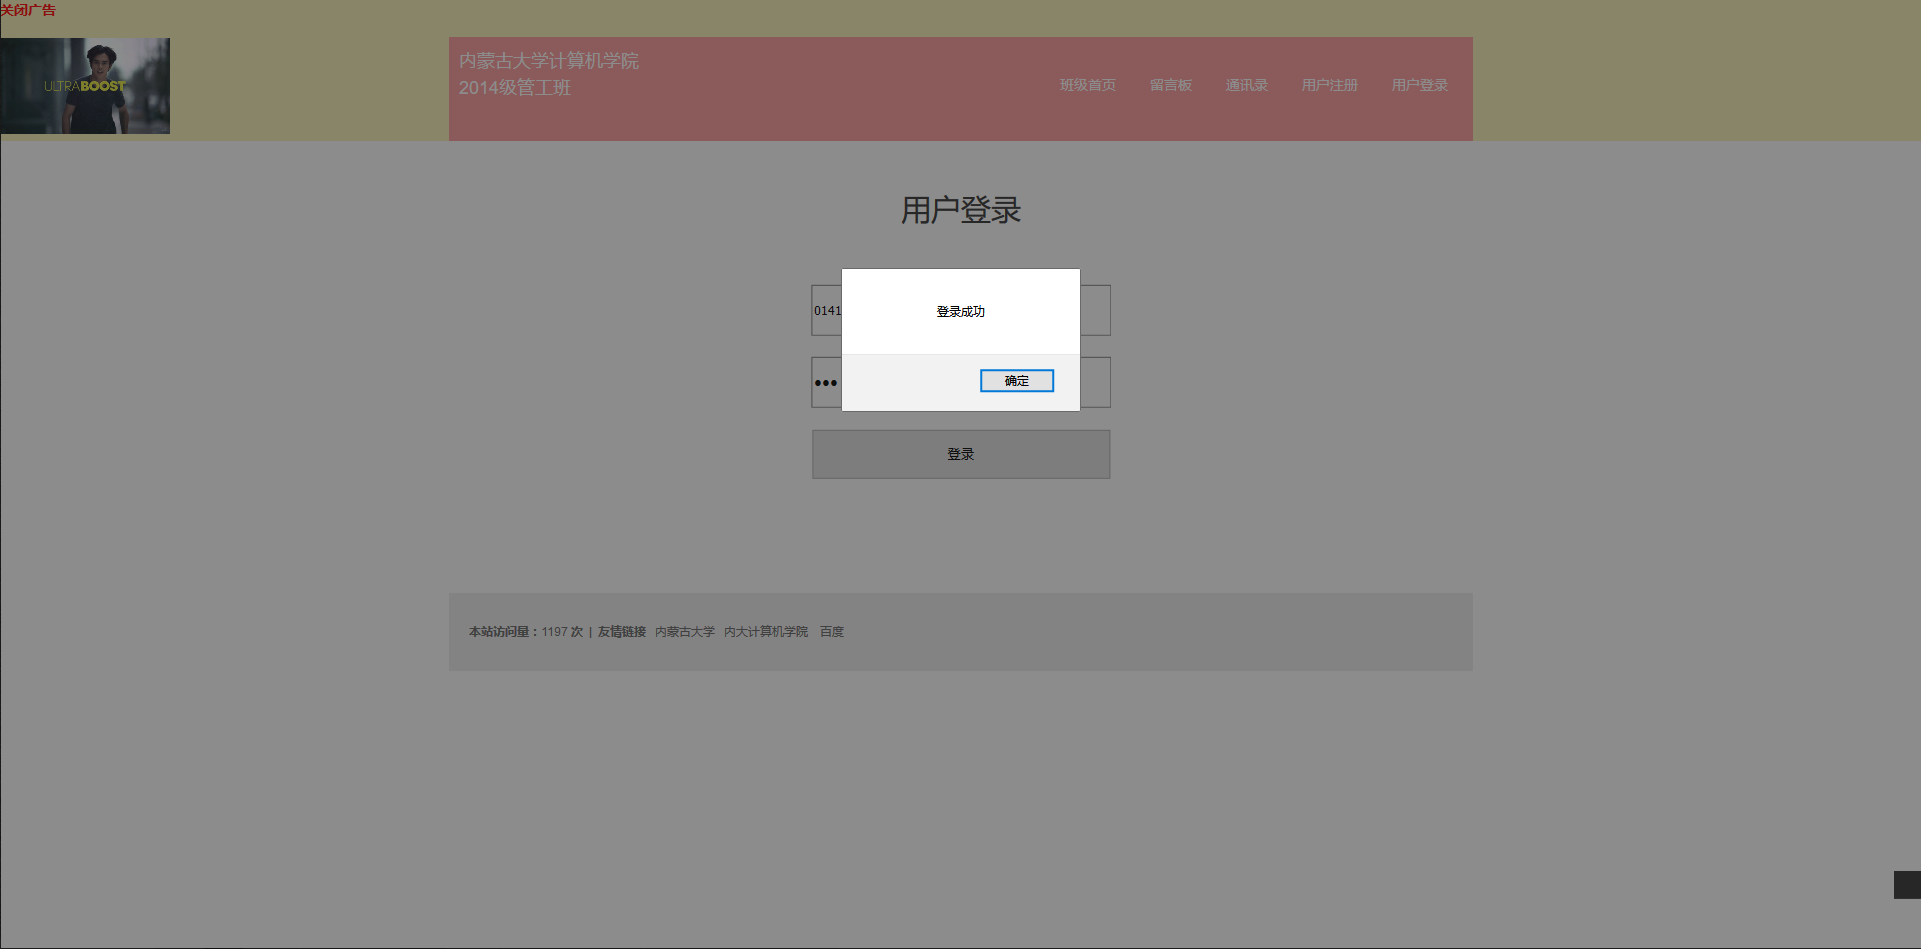 关闭广告
ULTRABOOST
内蒙古大学计算机学院
2014级管工班
班级首页 留言板 通讯录 用户注册 用户登录
用户登录
0141
登录成功
•••
确定
登录
本站访问量：1197 次 | 友情链接 内蒙古大学 内大计算机学院 百度